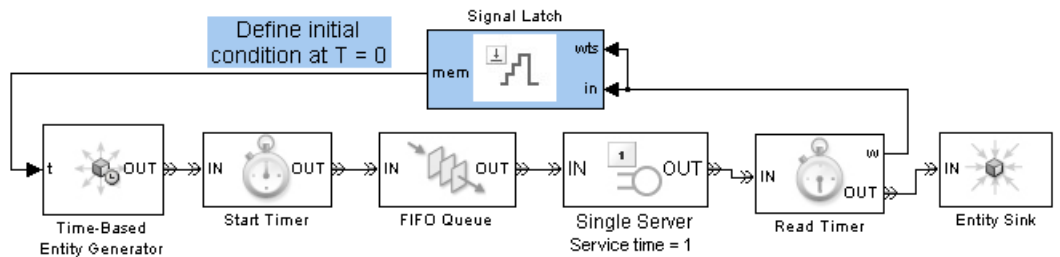 Signal Latch
Define initial
condition at T = 0
wts
mem
in
t
OUT
IN
OUT
IN
OUT
IN
1
OUT
IN
w
OUT
IN
Time-Based
Entity Generator
Start Timer
FIFO Queue
Single Server
Service time = 1
Read Timer
Entity Sink